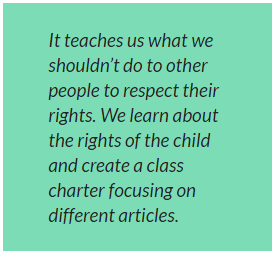 It teaches us what we
shouldn’t do to other
people to respect their
rights. We learn about
the rights of the child
and create a class
charter focusing on
different articles.